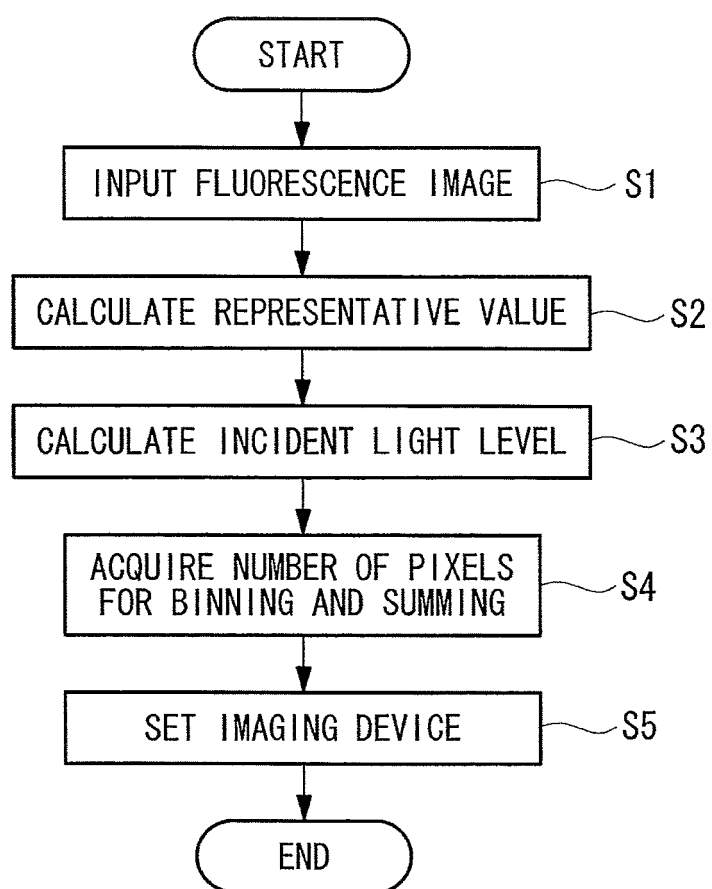 START
INPUT FLUORESCENCE IMAGE
S1
CALCULATE REPRESENTATIVE VALUE
S2
CALCULATE INCIDENT LIGHT LEVEL
S3
ACQUIRE NUMBER OF PIXELS
FOR BINNING AND SUMMING
S4
SET IMAGING DEVICE
S5
END